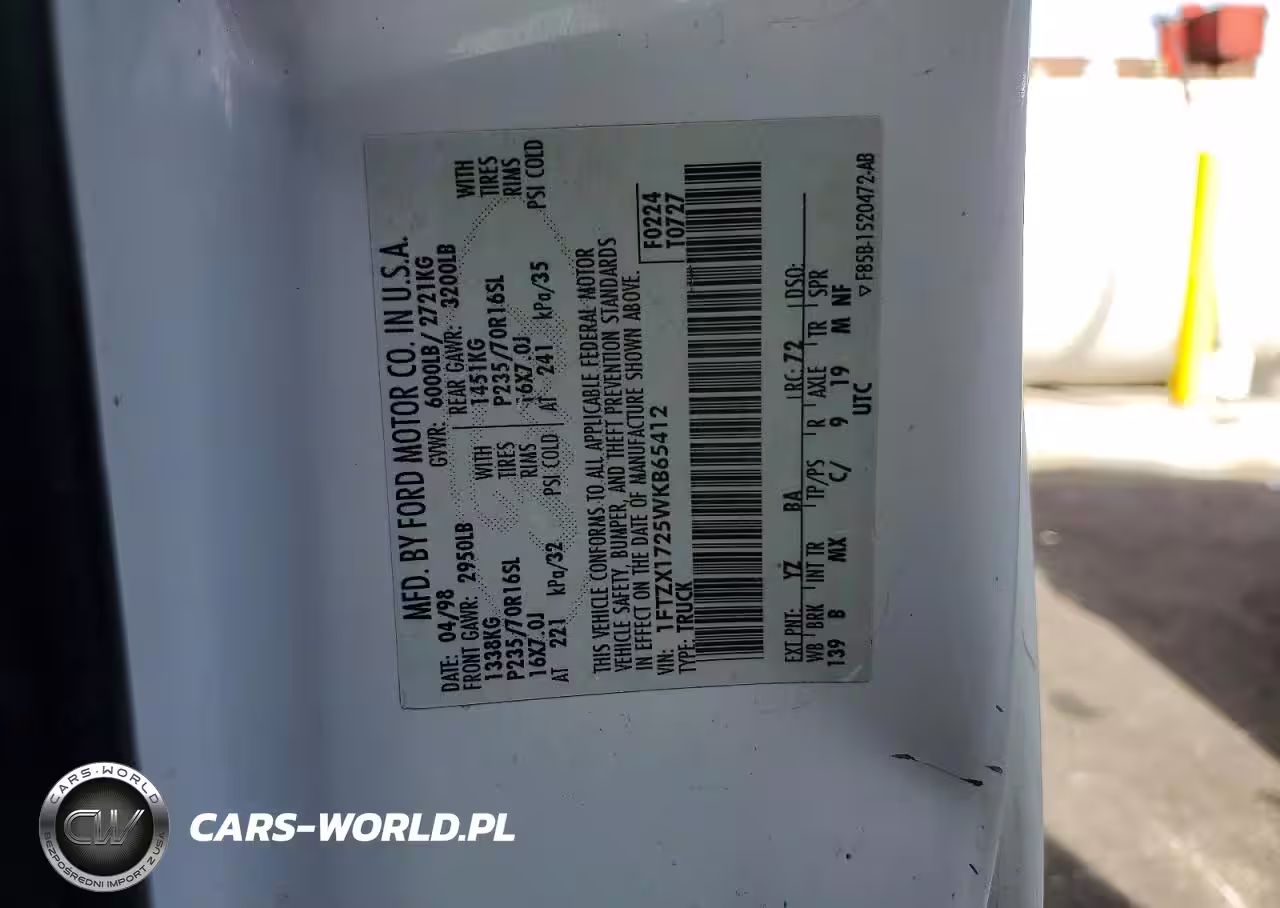 MFD. BY FORD MOTOR CO. IN U.S.A.
DATE: 04/98 GVWR: 6000LB/ 2721KG
FRONT GAWR: 2950LB REAR GAWR: 3200LB
1338KG WITH 1451KG WITH
P235/70R16SL TIRES P235/70R16SL TIRES
16X7.0J RIMS 16X7.0J RIMS
AT 221 kPa/32 PSI COLD AT 241 kPa/35 PSI COLD
THIS VEHICLE CONFORMS TO ALL APPLICABLE FEDERAL MOTOR
VEHICLE SAFETY, BUMPER, AND THEFT PREVENTION STANDARDS
IN EFFECT ON THE DATE OF MANUFACTURE SHOWN ABOVE.
VIN: 1FTZX1725WKB65412 F0224
TYPE: TRUCK T0727
EXT PNT: YZ BA RC: 72 DSO:
WB BRK INT TR TP/PS R AXLE TR SPR
139 B MX C/ 9 19 M NF
UTC
▽ F85B-1520472-AB
CARS-WORLD
CW
BEZPOŚREDNI IMPORT Z USA
CARS-WORLD.PL